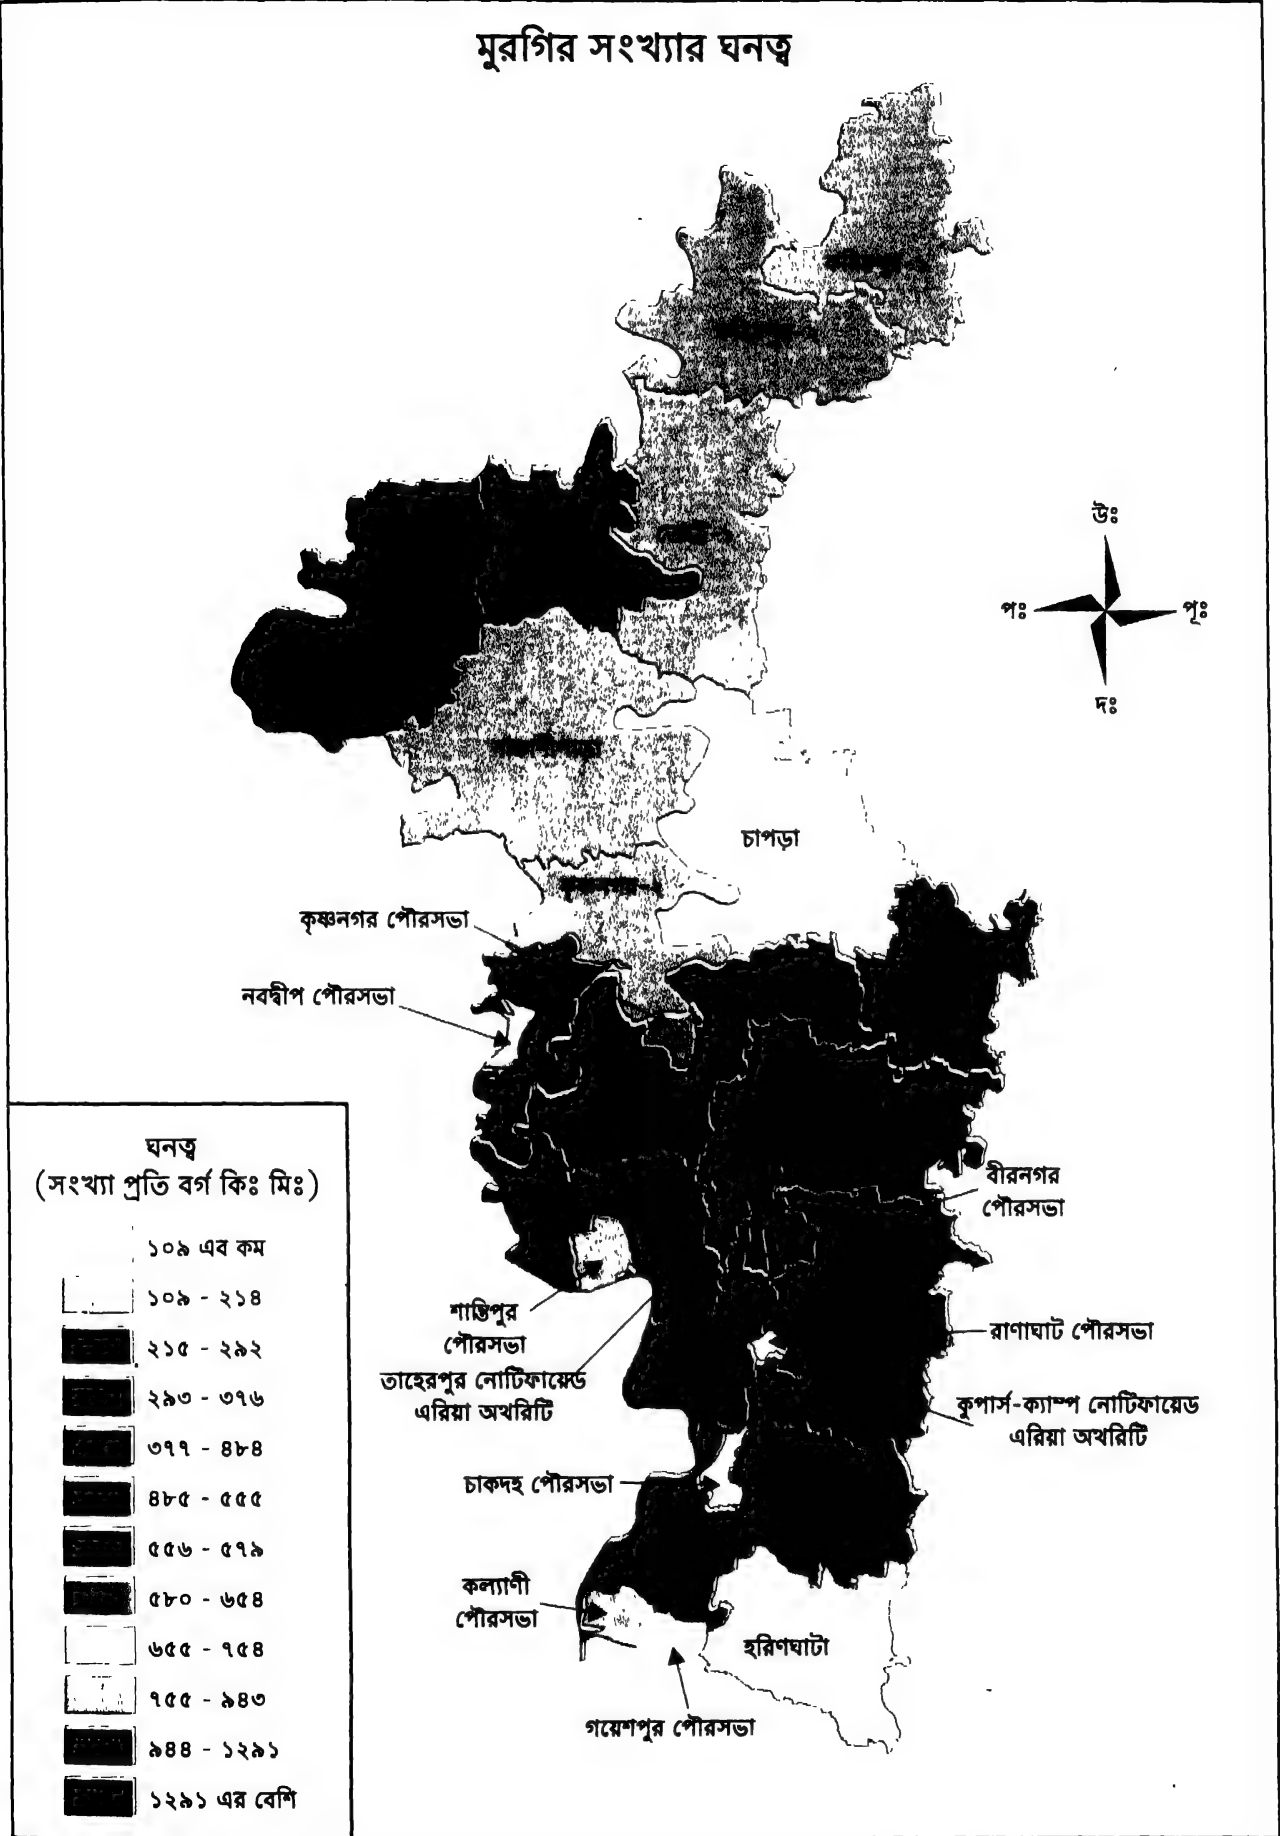 মুরগির সংখ্যার ঘনত্ব
উঃ
পঃ
পূঃ
দঃ
চাপড়া
কৃষ্ণনগর পৌরসভা
নবদ্বীপ পৌরসভা
বীরনগর
পৌরসভা
শান্তিপুর
পৌরসভা
রাণাঘাট পৌরসভা
তাহেরপুর নোটিফায়েড
এরিয়া অথরিটি
কুপার্স-ক্যাম্প নোটিফায়েড
এরিয়া অথরিটি
চাকদহ পৌরসভা
কল্যাণী
পৌরসভা
হরিণঘাটা
গয়েশপুর পৌরসভা
ঘনত্ব
(সংখ্যা প্রতি বর্গ কিঃ মিঃ)
১০৯ এব কম
১০৯ - ২১৪
২১৫ - ২৯২
২৯৩ - ৩৭৬
৩৭৭ - ৪৮৪
৪৮৫ - ৫৫৫
৫৫৬ - ৫৭৯
৫৮০ - ৬৫৪
৬৫৫ - ৭৫৪
৭৫৫ - ৯৪৩
৯৪৪ - ১২৯১
১২৯১ এর বেশি